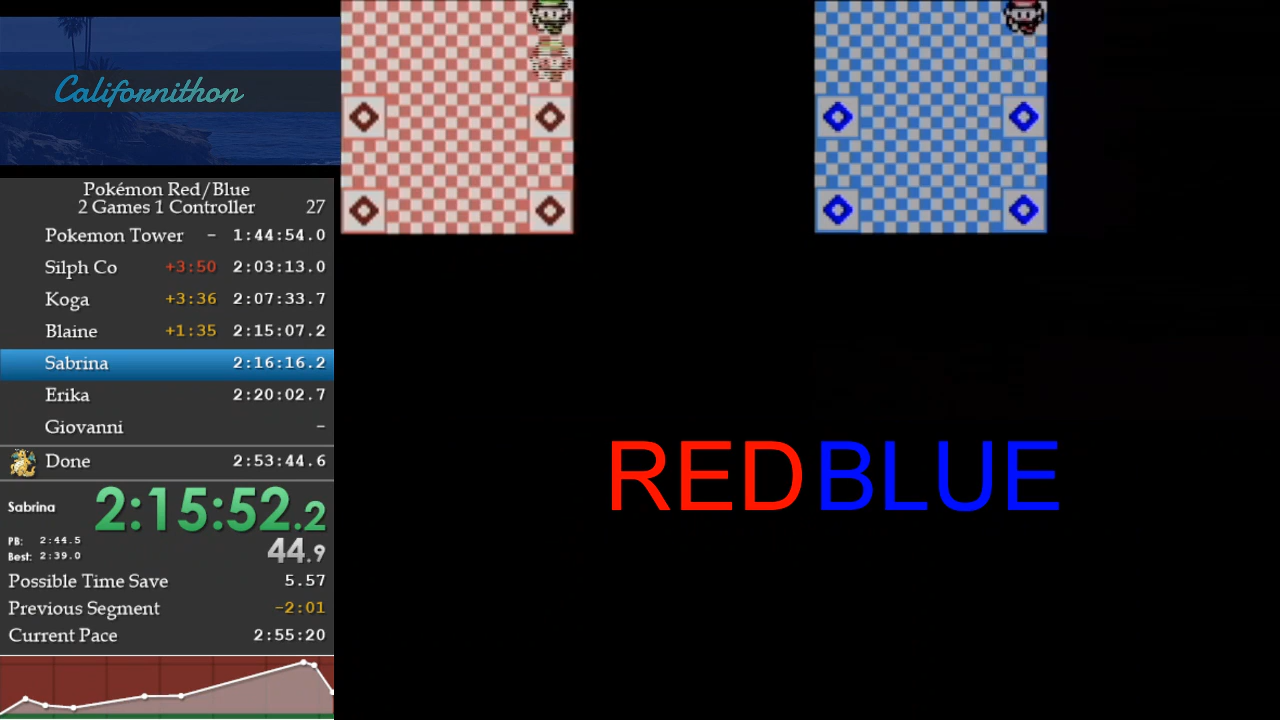 Californithon
Pokémon Red/Blue
2 Games 1 Controller 27
Pokemon Tower - 1:44:54.0
Silph Co +3:50 2:03:13.0
Koga +3:36 2:07:33.7
Blaine +1:35 2:15:07.2
Sabrina 2:16:16.2
Erika 2:20:02.7
Giovanni -
Done 2:53:44.6
Sabrina 2:15:52.2
PB: 2:44.5
Best: 2:39.0
44.9
Possible Time Save 5.57
Previous Segment -2:01
Current Pace 2:55:20
RED BLUE